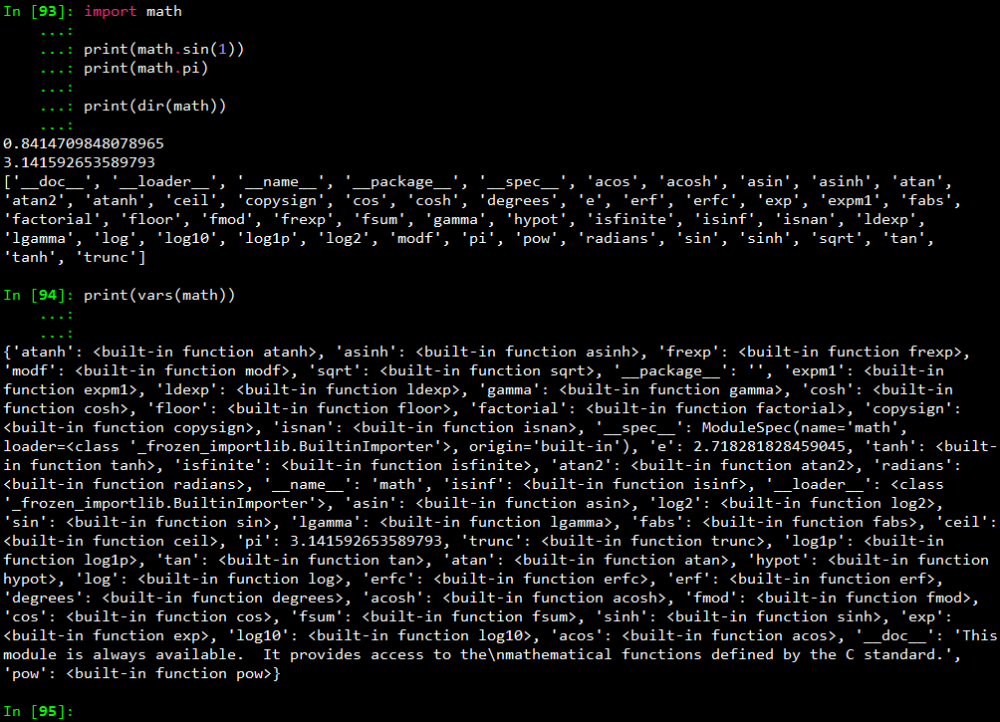 In [93]: import math
    ...:
    ...: print(math.sin(1))
    ...: print(math.pi)
    ...:
    ...: print(dir(math))
    ...:
0.8414709848078965
3.141592653589793
['__doc__', '__loader__', '__name__', '__package__', '__spec__', 'acos', 'acosh', 'asin', 'asinh', 'atan',
'atan2', 'atanh', 'ceil', 'copysign', 'cos', 'cosh', 'degrees', 'e', 'erf', 'erfc', 'exp', 'expm1', 'fabs',
'factorial', 'floor', 'fmod', 'frexp', 'fsum', 'gamma', 'hypot', 'isfinite', 'isinf', 'isnan', 'ldexp',
'lgamma', 'log', 'log10', 'log1p', 'log2', 'modf', 'pi', 'pow', 'radians', 'sin', 'sinh', 'sqrt', 'tan',
'tanh', 'trunc']
In [94]: print(vars(math))
    ...:
    ...:
{'atanh': <built-in function atanh>, 'asinh': <built-in function asinh>, 'frexp': <built-in function frexp>,
'modf': <built-in function modf>, 'sqrt': <built-in function sqrt>, '__package__': '', 'expm1': <built-in
function expm1>, 'ldexp': <built-in function ldexp>, 'gamma': <built-in function gamma>, 'cosh': <built-in
function cosh>, 'floor': <built-in function floor>, 'factorial': <built-in function factorial>, 'copysign':
<built-in function copysign>, 'isnan': <built-in function isnan>, '__spec__': ModuleSpec(name='math',
loader=<class '_frozen_importlib.BuiltinImporter'>, origin='built-in'), 'e': 2.718281828459045, 'tanh': <built-
in function tanh>, 'isfinite': <built-in function isfinite>, 'atan2': <built-in function atan2>, 'radians':
<built-in function radians>, '__name__': 'math', 'isinf': <built-in function isinf>, '__loader__': <class
'_frozen_importlib.BuiltinImporter'>, 'asin': <built-in function asin>, 'log2': <built-in function log2>,
'sin': <built-in function sin>, 'lgamma': <built-in function lgamma>, 'fabs': <built-in function fabs>, 'ceil':
<built-in function ceil>, 'pi': 3.141592653589793, 'trunc': <built-in function trunc>, 'log1p': <built-in
function log1p>, 'tan': <built-in function tan>, 'atan': <built-in function atan>, 'hypot': <built-in function
hypot>, 'log': <built-in function log>, 'erfc': <built-in function erfc>, 'erf': <built-in function erf>,
'degrees': <built-in function degrees>, 'acosh': <built-in function acosh>, 'fmod': <built-in function fmod>,
'cos': <built-in function cos>, 'fsum': <built-in function fsum>, 'sinh': <built-in function sinh>, 'exp':
<built-in function exp>, 'log10': <built-in function log10>, 'acos': <built-in function acos>, '__doc__': 'This
module is always available.  It provides access to the\nmathematical functions defined by the C standard.',
'pow': <built-in function pow>}
In [95]: